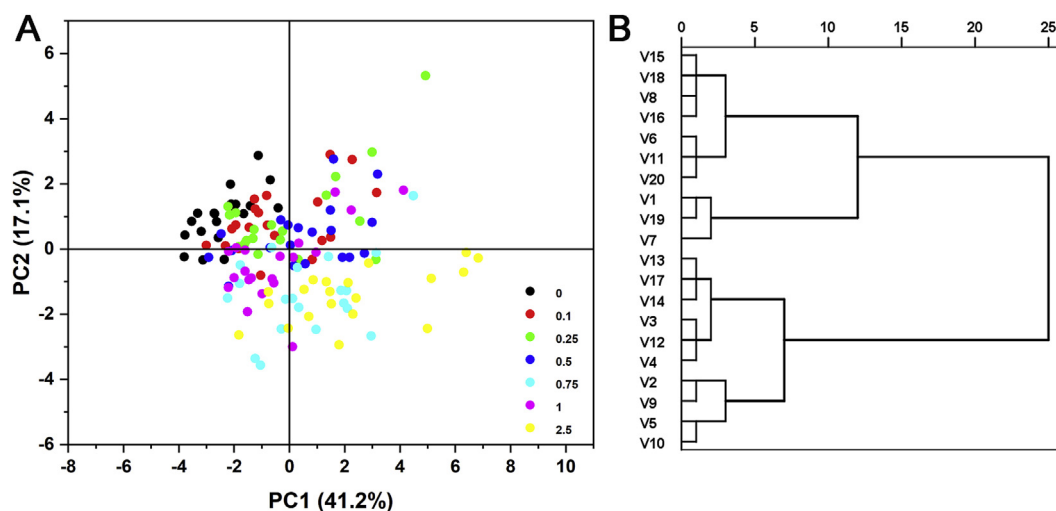 A
6
4
2
0
-2
-4
-6
-8
-6
-4
-2
0
2
4
6
8
10
PC2 (17.1%)
PC1 (41.2%)
0
0.1
0.25
0.5
0.75
1
2.5
B
0
5
10
15
20
25
V15
V18
V8
V16
V6
V11
V20
V1
V19
V7
V13
V17
V14
V3
V12
V4
V2
V9
V5
V10